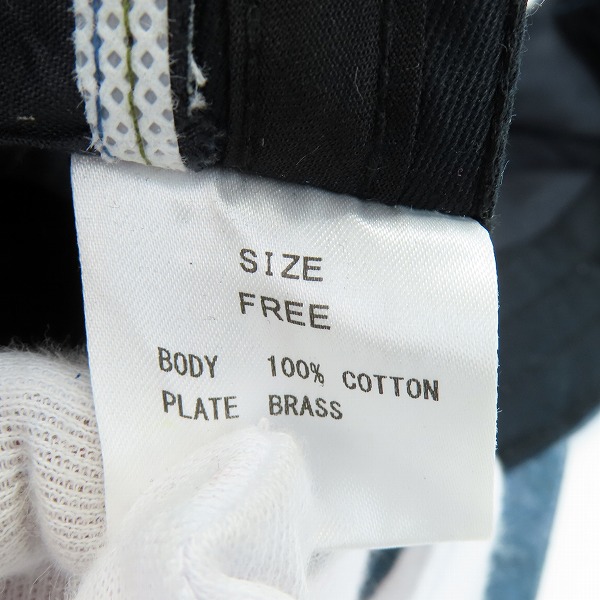 SIZE
FREE
BODY 100% COTTON
PLATE BRASS